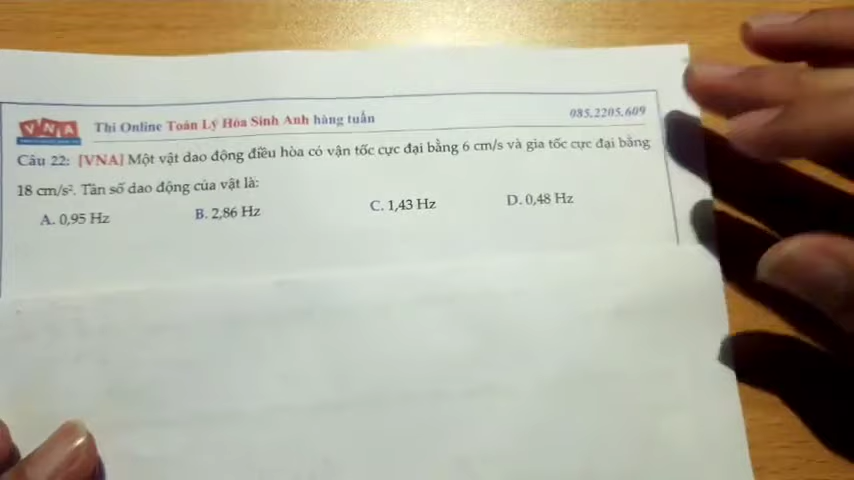 VNA
Thi Online Toán Lý Hóa Sinh Anh hàng tuần
085.2205.609
Câu 22: [VNA] Một vật dao động điều hòa có vận tốc cực đại bằng 6 cm/s và gia tốc cực đại bằng
18 cm/s². Tần số dao động của vật là:
A. 0,95 Hz B. 2,86 Hz C. 1,43 Hz D. 0,48 Hz